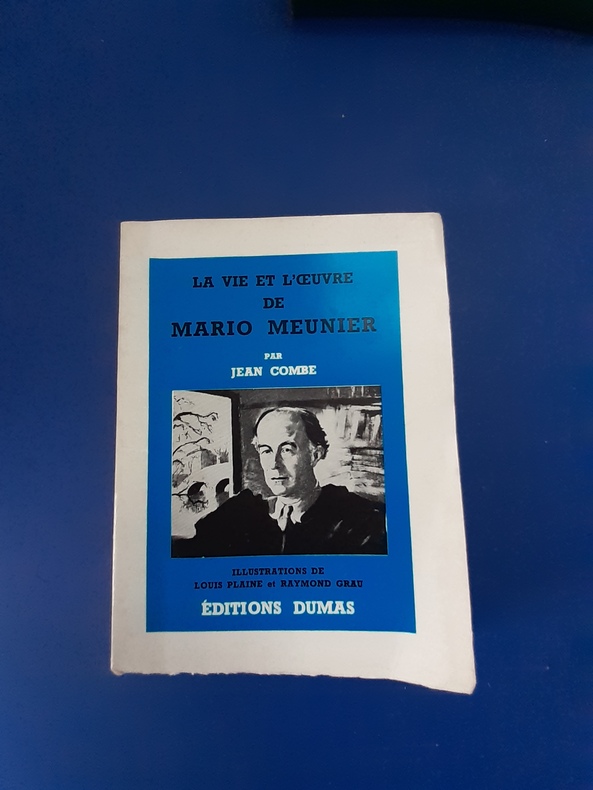 LA VIE ET L'ŒUVRE
DE
MARIO MEUNIER
PAR
JEAN COMBE
ILLUSTRATIONS DE
LOUIS PLAINE et RAYMOND GRAU
ÉDITIONS DUMAS